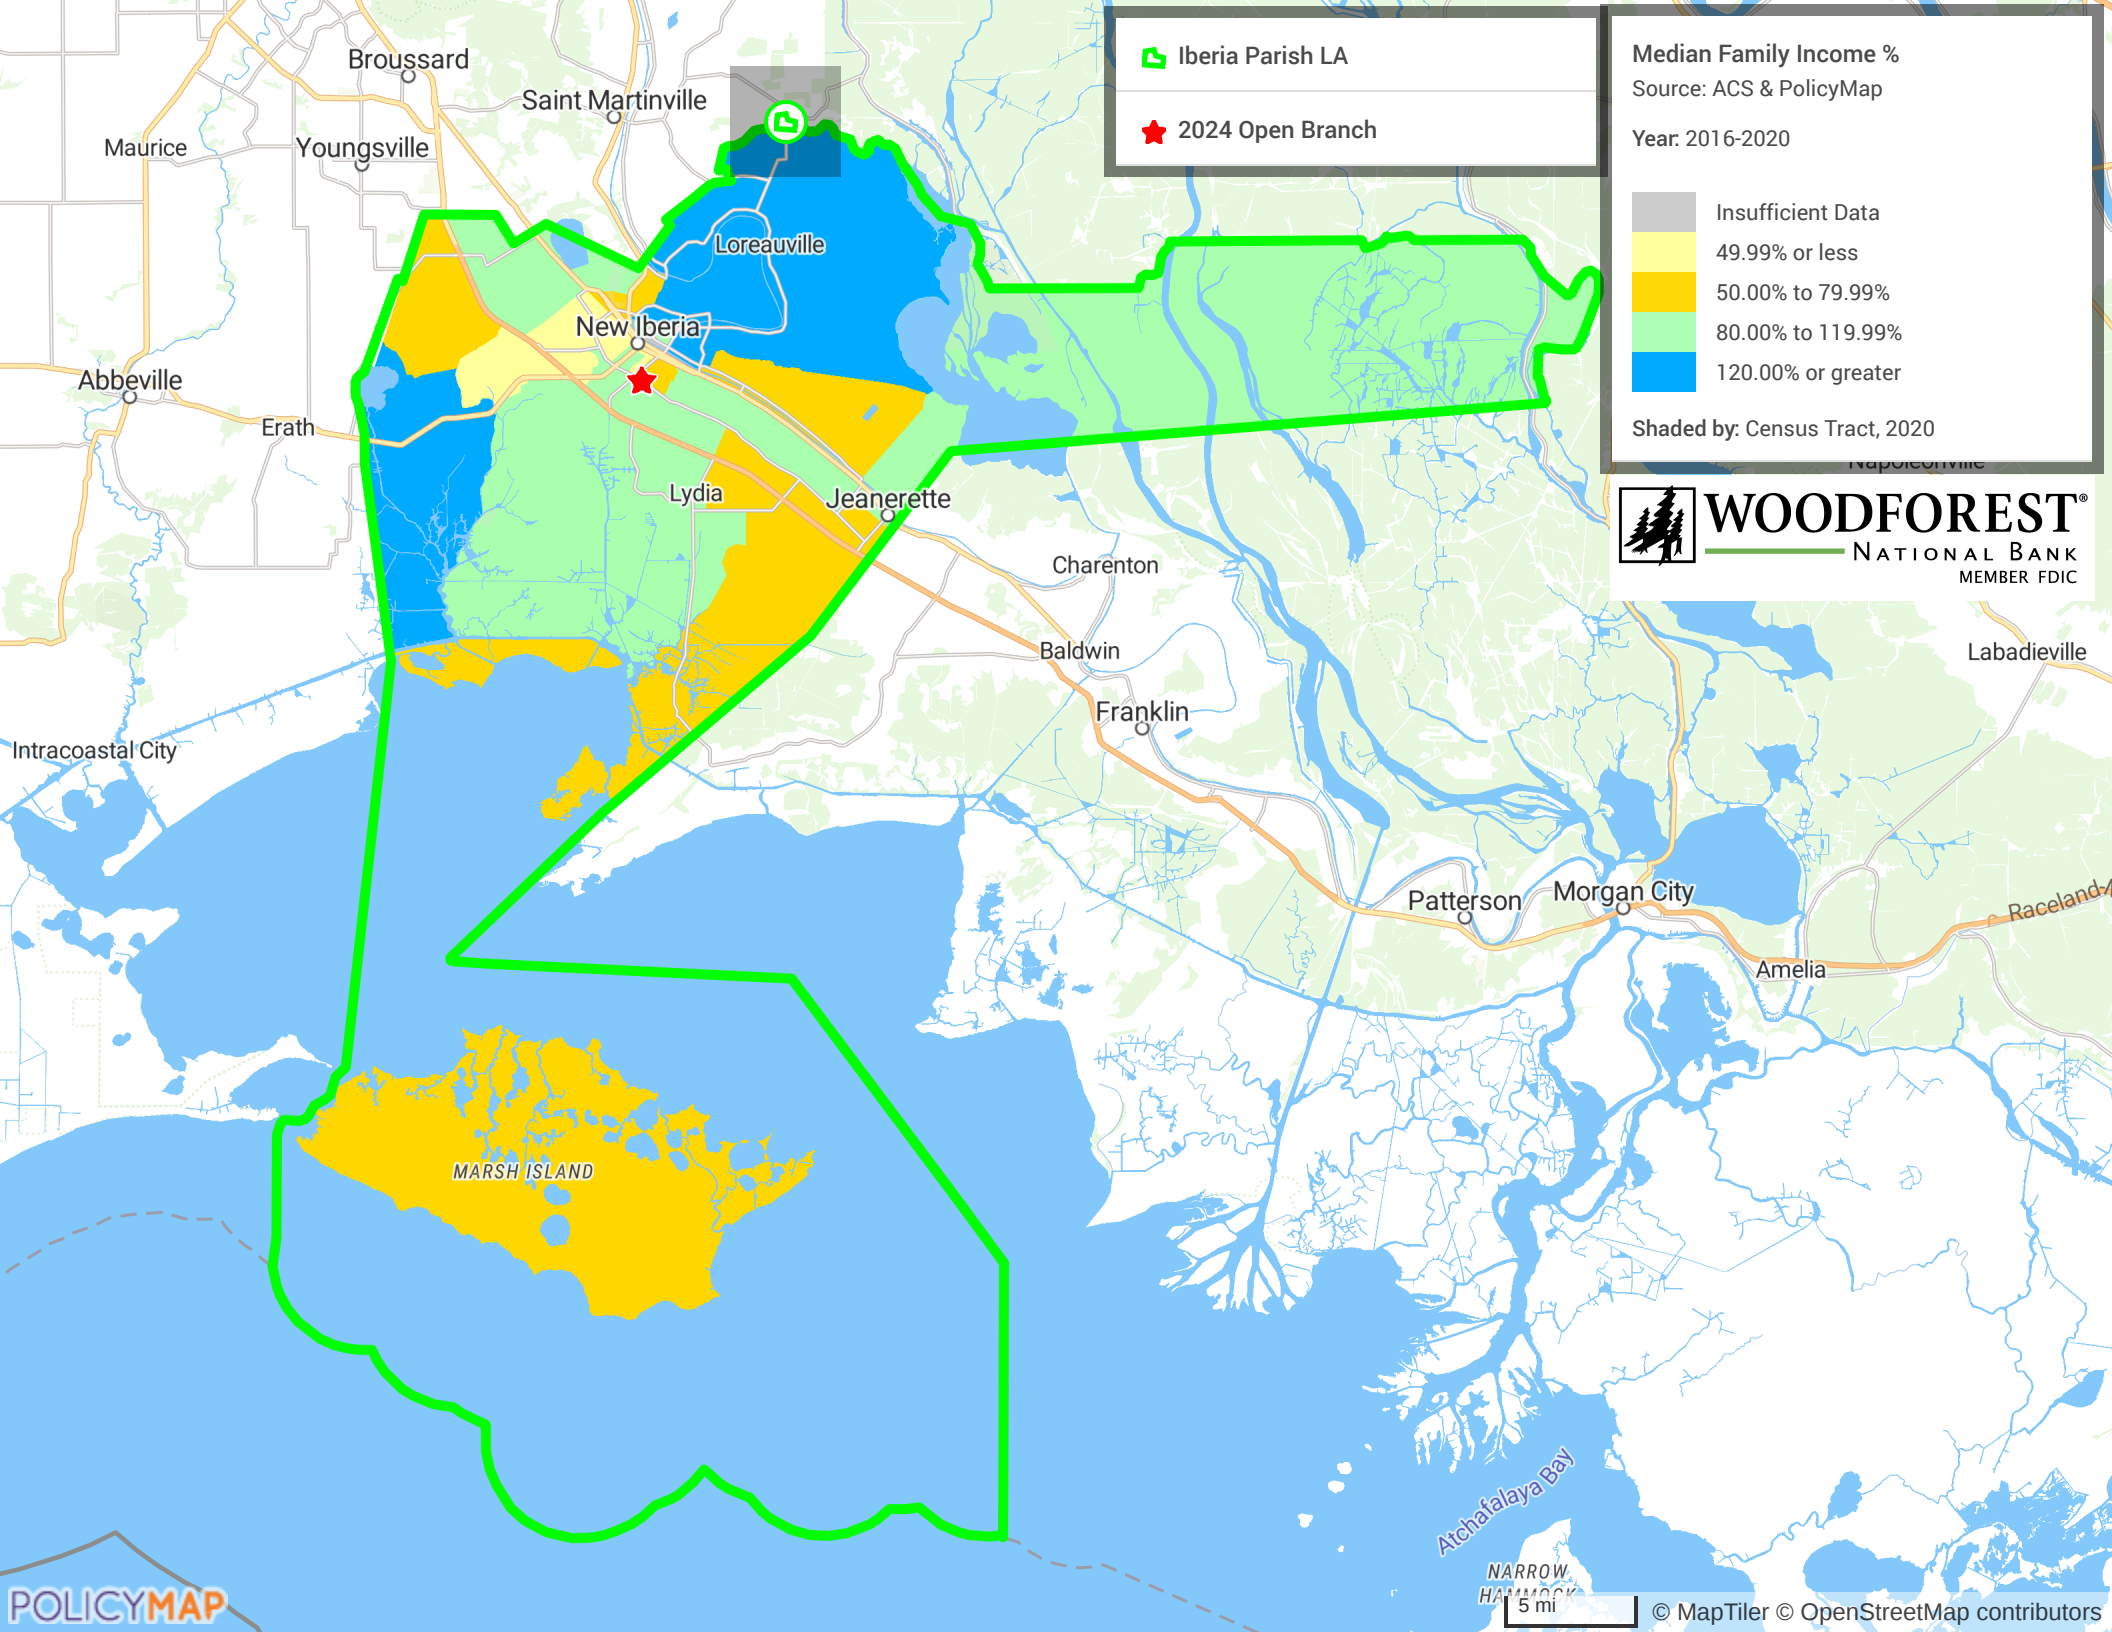 Broussard
Saint Martinville
Maurice
Youngsville
Iberia Parish LA
2024 Open Branch
Median Family Income %
Source: ACS & PolicyMap
Year: 2016-2020
Insufficient Data
49.99% or less
50.00% to 79.99%
80.00% to 119.99%
120.00% or greater
Shaded by: Census Tract, 2020
Napoleonville
WOODFOREST®
NATIONAL BANK
MEMBER FDIC
Loreauville
New Iberia
Abbeville
Erath
Lydia
Jeanerette
Charenton
Baldwin
Labadieville
Franklin
Intracoastal City
Patterson
Morgan City
Raceland-
Amelia
MARSH ISLAND
Atchafalaya Bay
NARROW
HAMMOCK
5 mi
POLICYMAP
© MapTiler © OpenStreetMap contributors